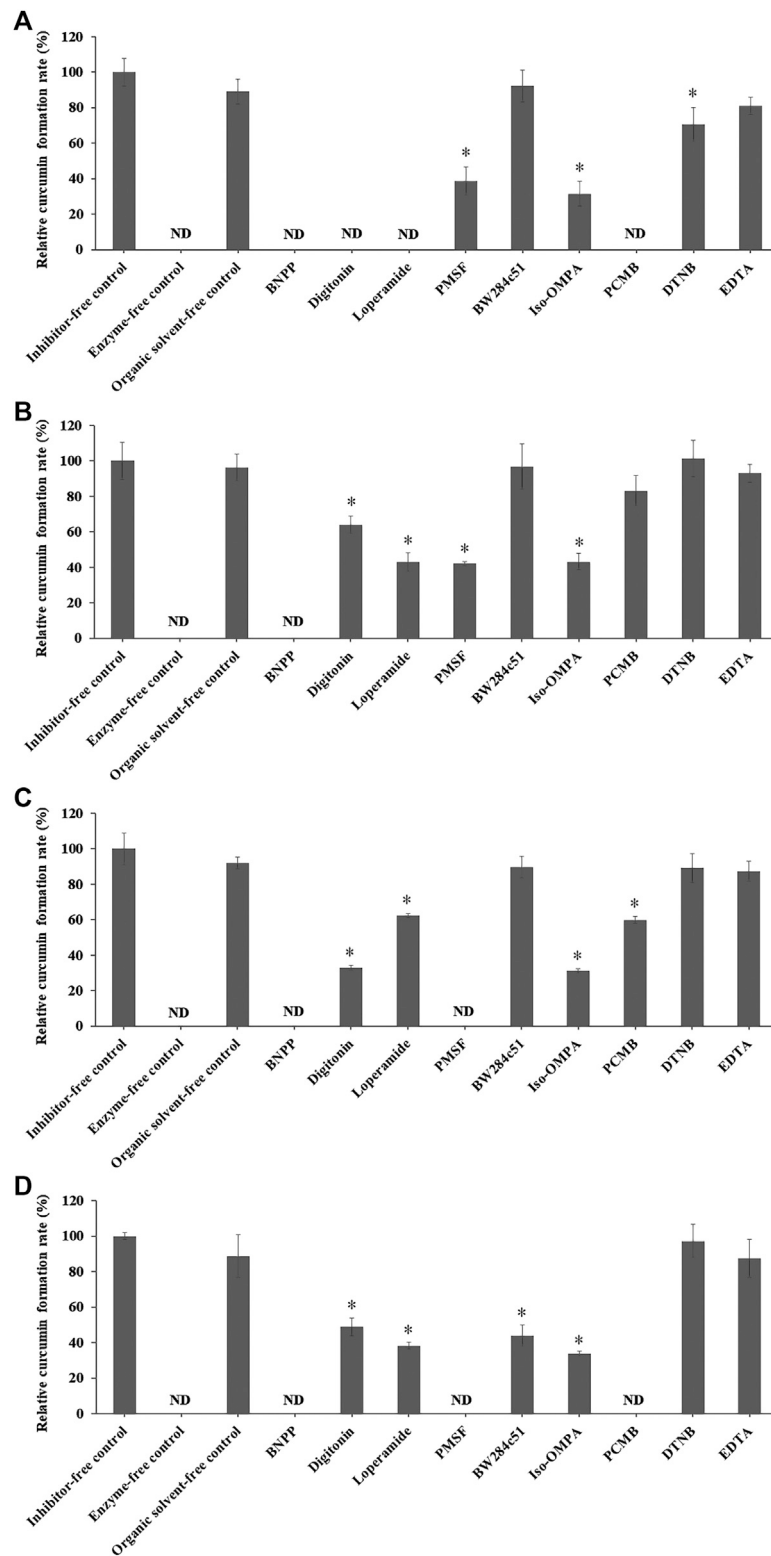 A
Relative curcumin formation rate (%)
120
100
80
60
40
20
0
ND
ND
ND
ND
*
*
ND
*
Inhibitor-free control
Enzyme-free control
Organic solvent-free control
BNPP
Digitonin
Loperamide
PMSF
BW284c51
Iso-OMPA
PCMB
DTNB
EDTA
B
Relative curcumin formation rate (%)
120
100
80
60
40
20
0
ND
ND
*
*
*
*
Inhibitor-free control
Enzyme-free control
Organic solvent-free control
BNPP
Digitonin
Loperamide
PMSF
BW284c51
Iso-OMPA
PCMB
DTNB
EDTA
C
Relative curcumin formation rate (%)
120
100
80
60
40
20
0
ND
ND
*
*
ND
*
*
Inhibitor-free control
Enzyme-free control
Organic solvent-free control
BNPP
Digitonin
Loperamide
PMSF
BW284c51
Iso-OMPA
PCMB
DTNB
EDTA
D
Relative curcumin formation rate (%)
120
100
80
60
40
20
0
ND
ND
*
*
ND
*
*
ND
Inhibitor-free control
Enzyme-free control
Organic solvent-free control
BNPP
Digitonin
Loperamide
PMSF
BW284c51
Iso-OMPA
PCMB
DTNB
EDTA